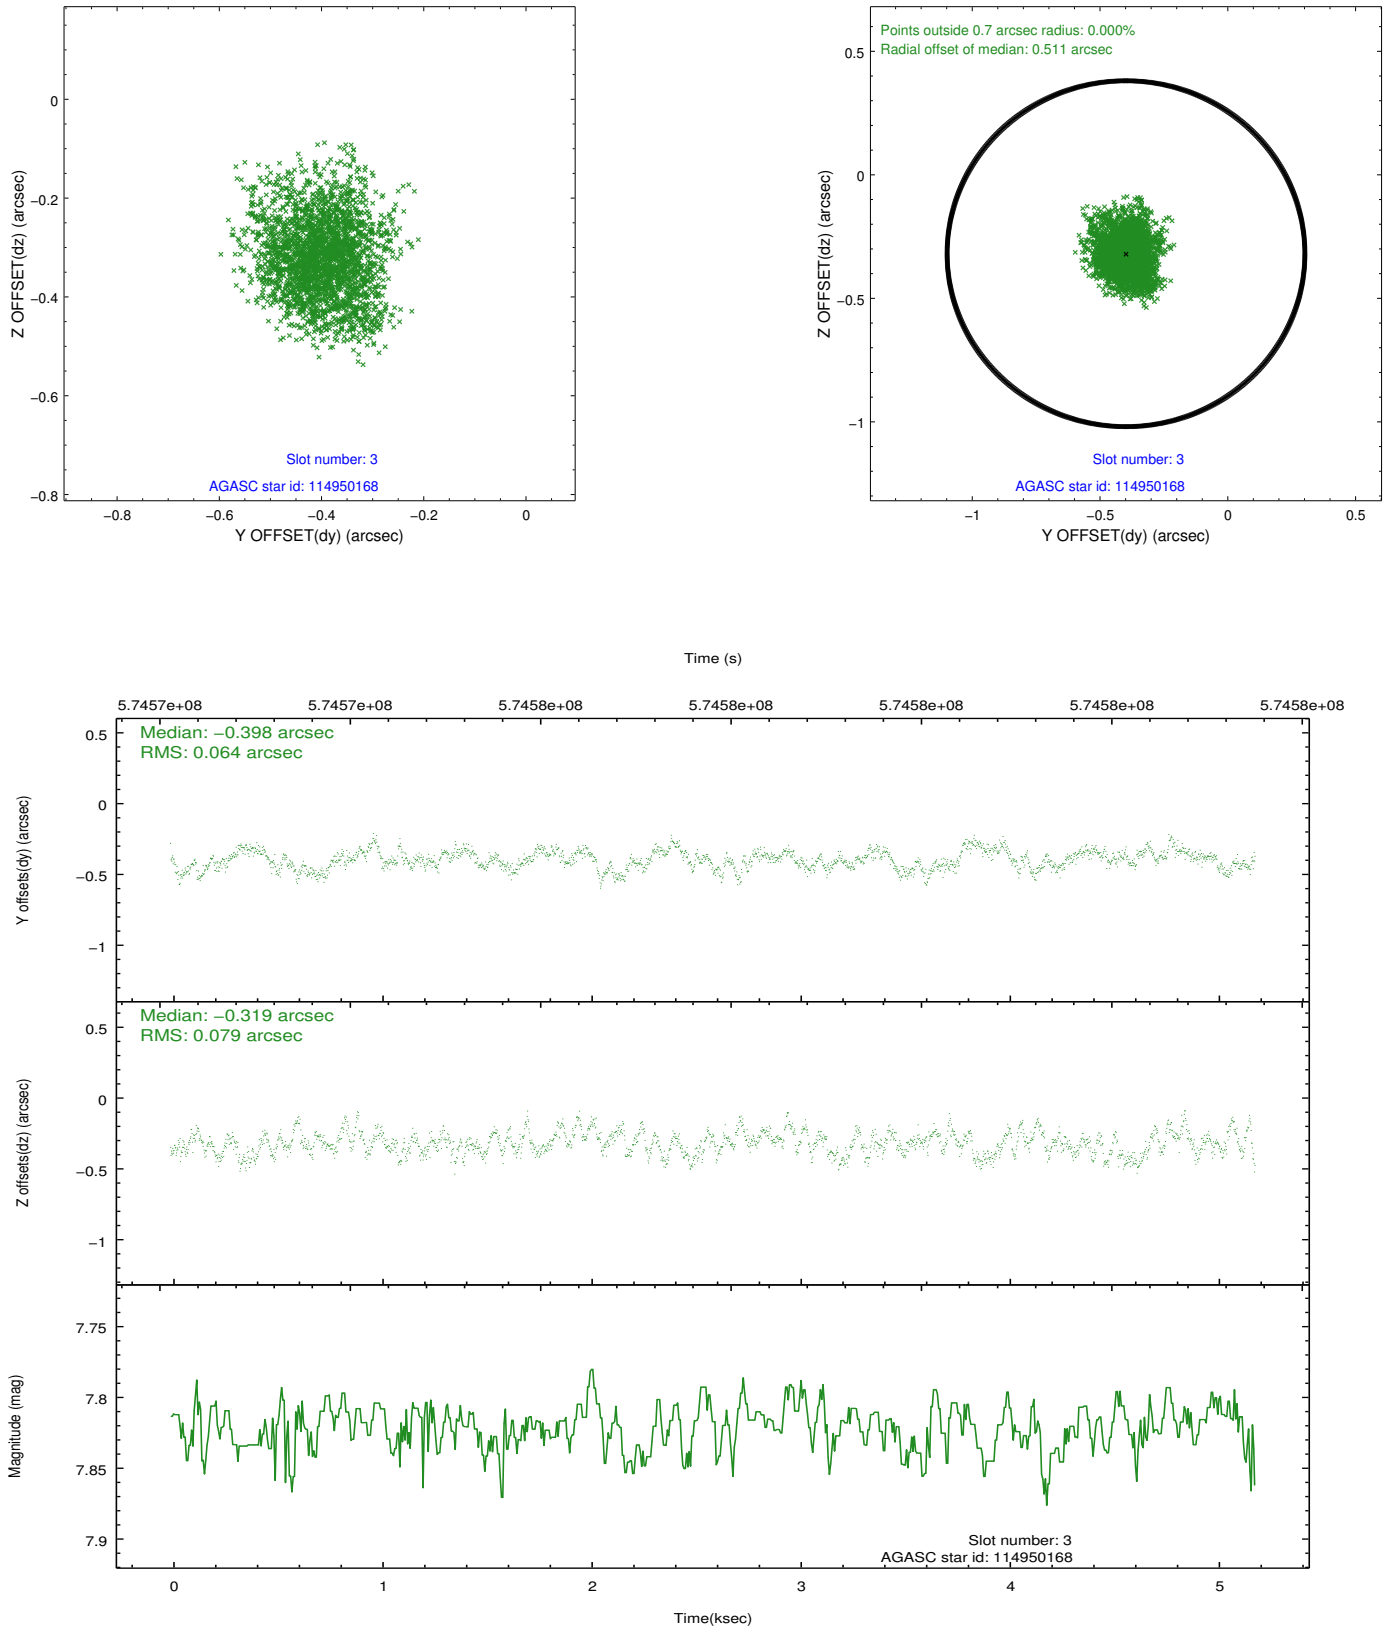 0
−0.2
−0.4
−0.6
−0.8
Z OFFSET(dz) (arcsec)
Slot number: 3
AGASC star id: 114950168
−0.8 −0.6 −0.4 −0.2 0
Y OFFSET(dy) (arcsec)
Points outside 0.7 arcsec radius: 0.000%
Radial offset of median: 0.511 arcsec
0.5
0
−0.5
−1
Z OFFSET(dz) (arcsec)
Slot number: 3
AGASC star id: 114950168
−1 −0.5 0 0.5
Y OFFSET(dy) (arcsec)
Time (s)
5.7457e+08 5.7457e+08 5.7458e+08 5.7458e+08 5.7458e+08 5.7458e+08 5.7458e+08
Median: −0.398 arcsec
RMS: 0.064 arcsec
0.5
0
−0.5
−1
Y offsets(dy) (arcsec)
Median: −0.319 arcsec
RMS: 0.079 arcsec
0.5
0
−0.5
−1
Z offsets(dz) (arcsec)
7.75
7.8
7.85
7.9
Magnitude (mag)
Slot number: 3
AGASC star id: 114950168
0 1 2 3 4 5
Time(ksec)